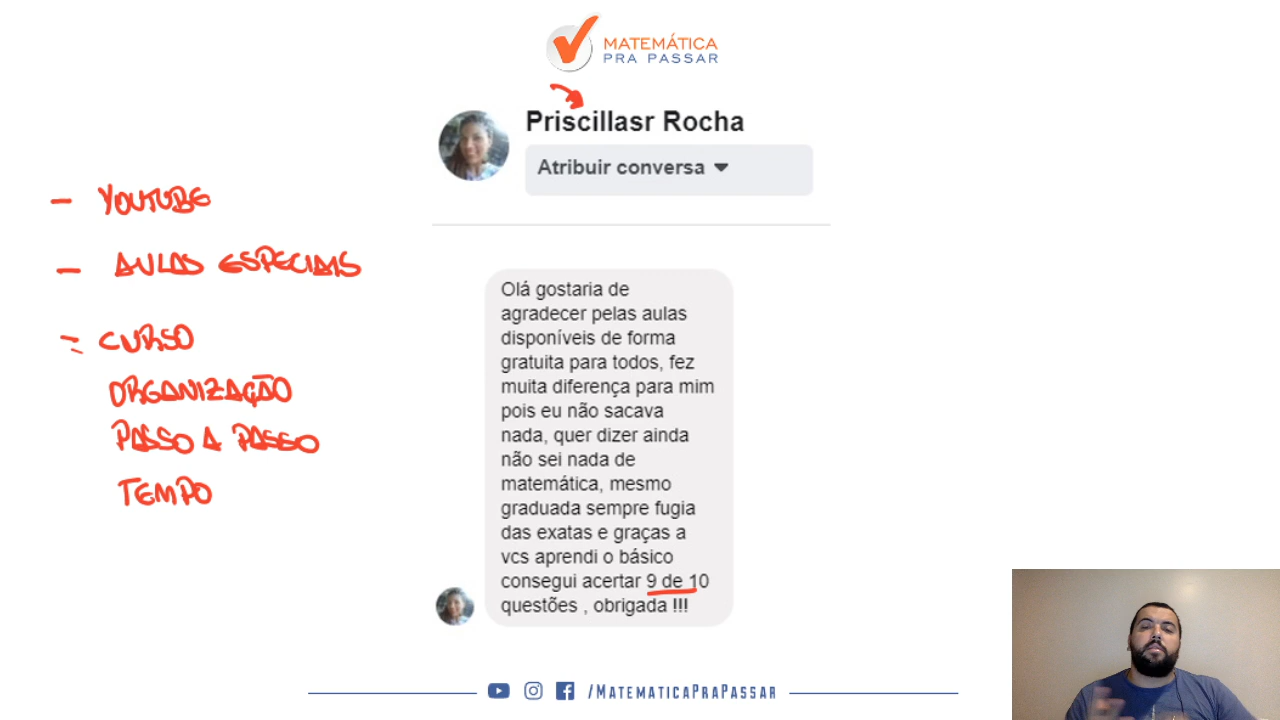 MATEMÁTICA
PRA PASSAR
Priscillasr Rocha
Atribuir conversa
- YOUTUBE
- AULAS ESPECIAIS
- CURSO
ORGANIZAÇÃO
PASSO A PASSO
TEMPO
Olá gostaria de
agradecer pelas aulas
disponíveis de forma
gratuita para todos, fez
muita diferença para mim
pois eu não sacava
nada, quer dizer ainda
não sei nada de
matemática, mesmo
graduada sempre fugia
das exatas e graças a
vcs aprendi o básico
consegui acertar 9 de 10
questões , obrigada !!!
/MATEMATICAPRAPASSAR